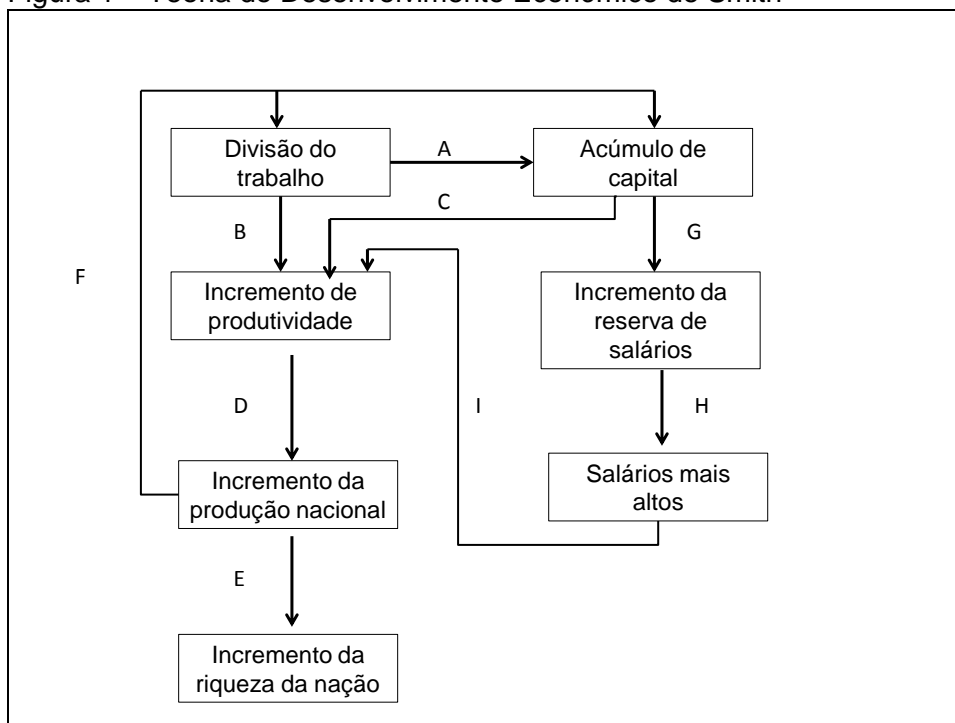 Divisão do
trabalho
A
Acúmulo de
capital
C
B
G
F
Incremento de
produtividade
Incremento da
reserva de
salários
D
I
H
Incremento da
produção nacional
Salários mais
altos
E
Incremento da
riqueza da nação